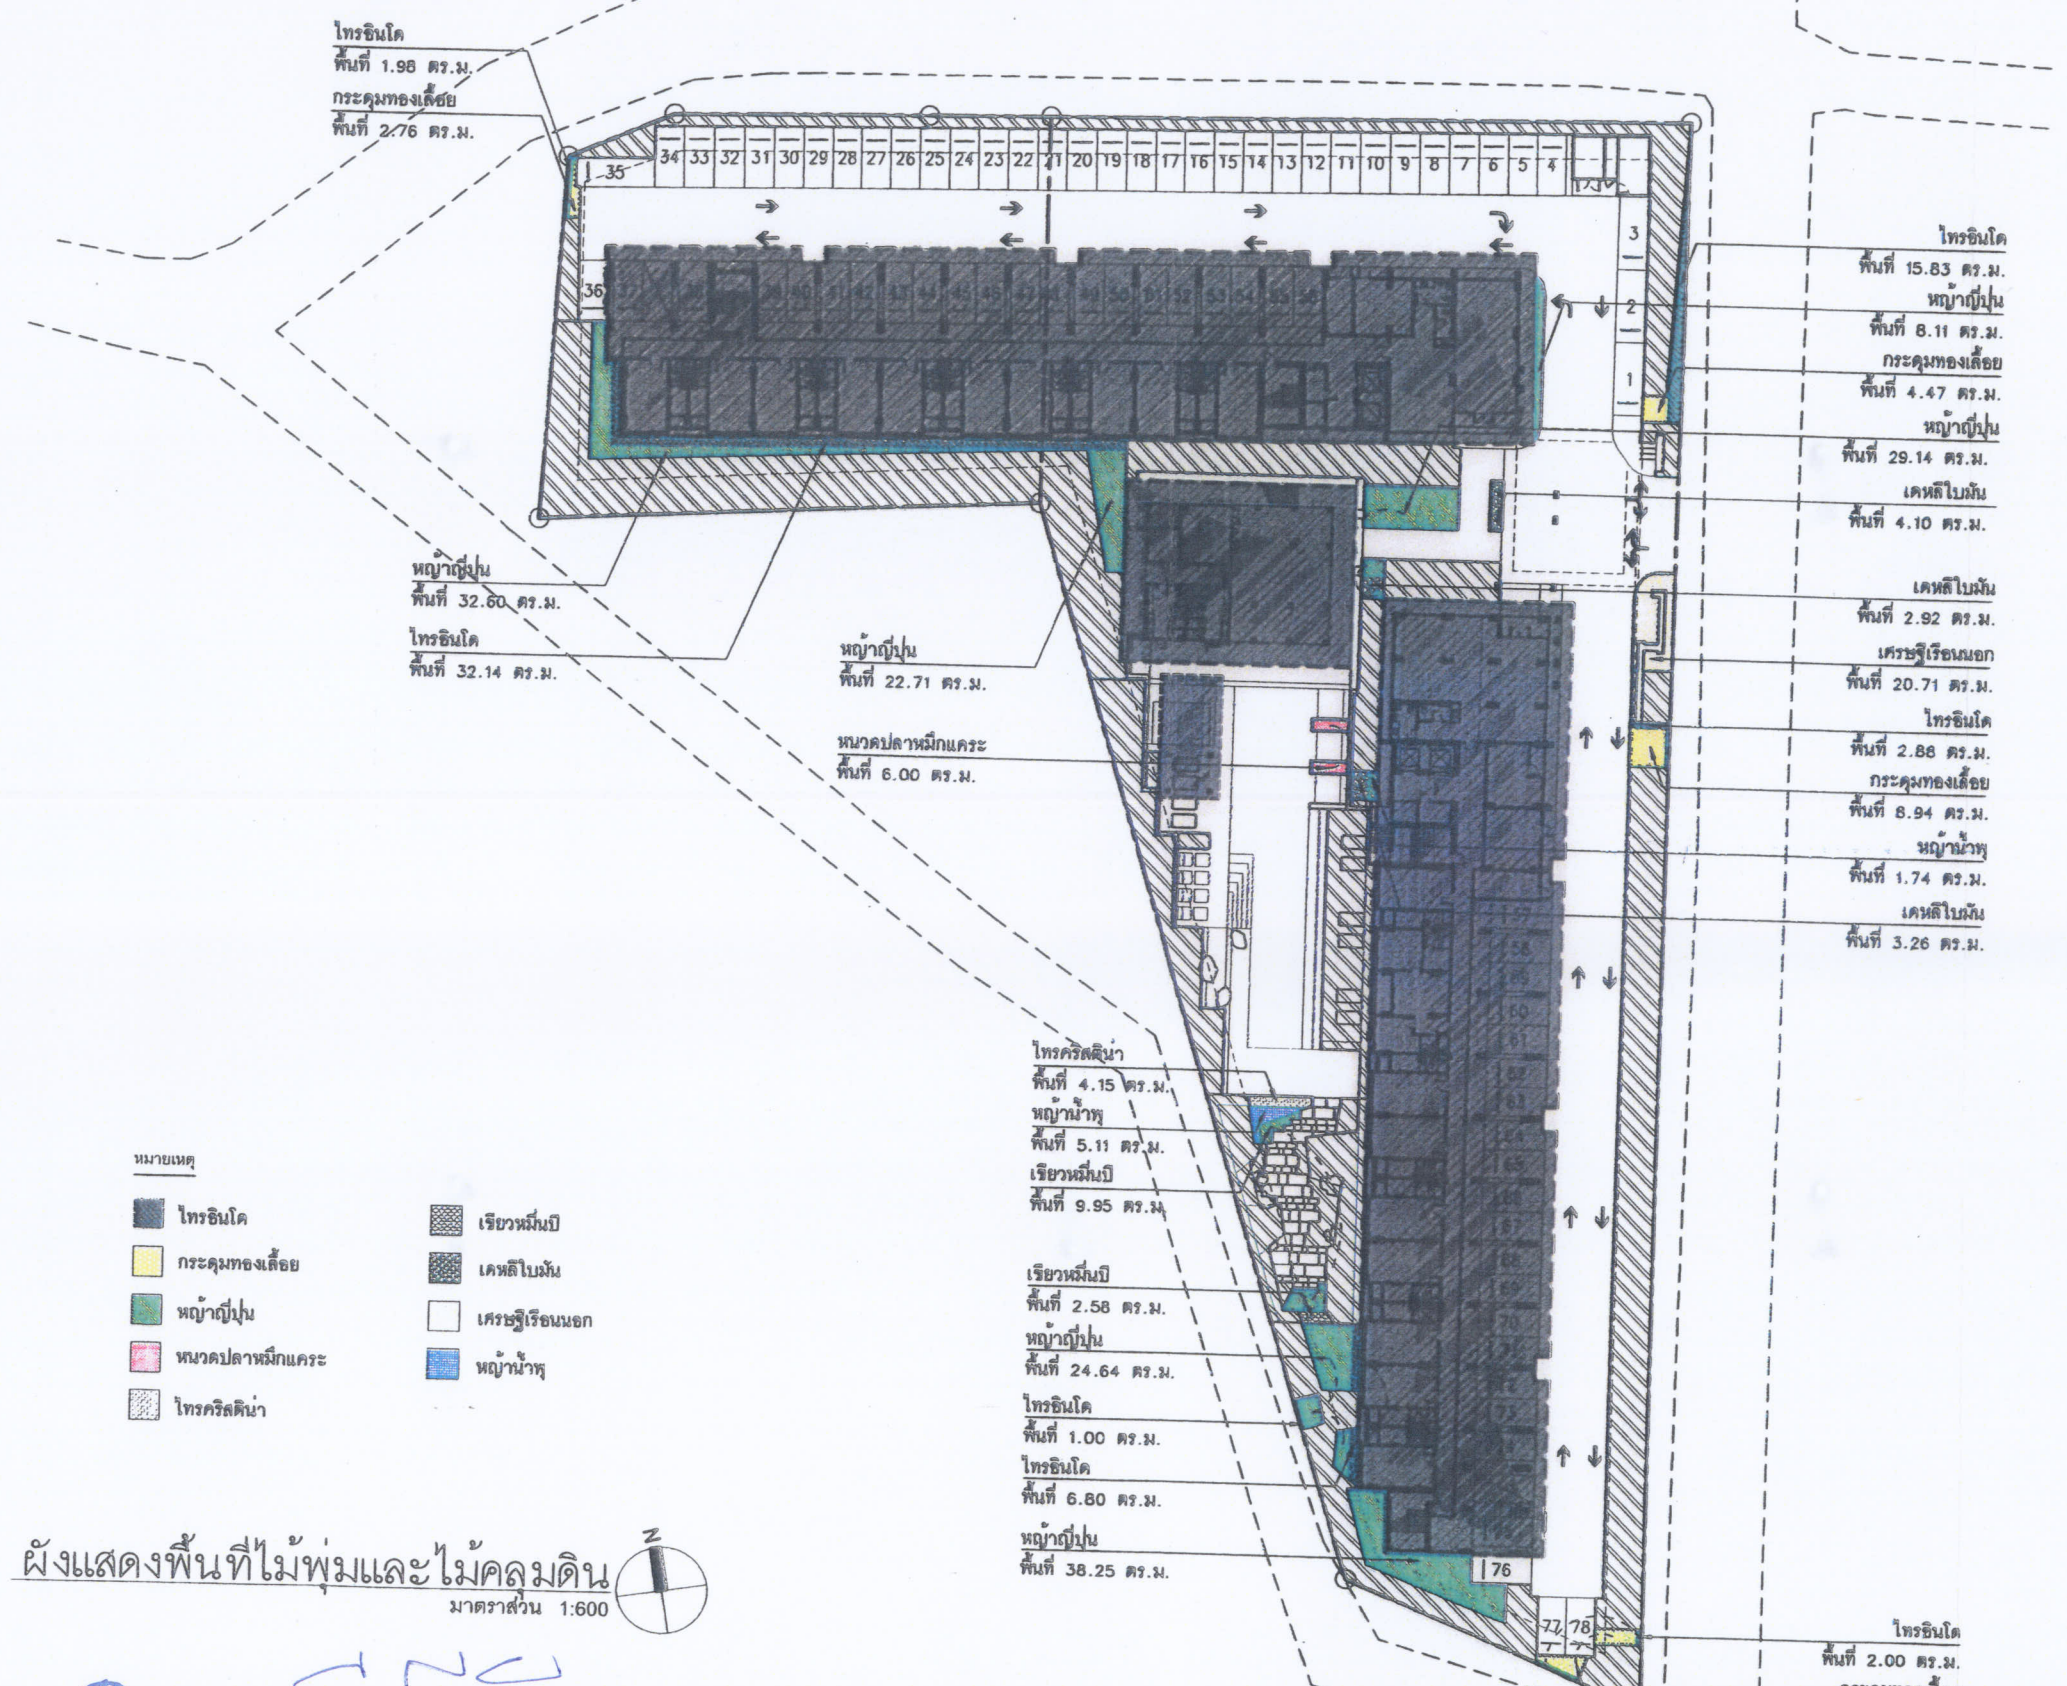 ไทรอินโด
พื้นที่ 1.98 ตร.ม.
กระดุมทองเลื้อย
พื้นที่ 2.76 ตร.ม.
34 33 32 31 30 29 28 27 26 25 24 23 22 21 20 19 18 17 16 15 14 13 12 11 10 9 8 7 6 5 4
35
3
36
2
1
ไทรอินโด
พื้นที่ 15.83 ตร.ม.
หญ้าญี่ปุ่น
พื้นที่ 8.11 ตร.ม.
กระดุมทองเลื้อย
พื้นที่ 4.47 ตร.ม.
หญ้าญี่ปุ่น
พื้นที่ 29.14 ตร.ม.
เดหลีใบมัน
พื้นที่ 4.10 ตร.ม.
เดหลีใบมัน
พื้นที่ 2.92 ตร.ม.
เศรษฐีเรือนนอก
พื้นที่ 20.71 ตร.ม.
ไทรอินโด
พื้นที่ 2.88 ตร.ม.
กระดุมทองเลื้อย
พื้นที่ 8.94 ตร.ม.
หญ้าน้ำพุ
พื้นที่ 1.74 ตร.ม.
เดหลีใบมัน
พื้นที่ 3.26 ตร.ม.
หญ้าญี่ปุ่น
พื้นที่ 32.60 ตร.ม.
ไทรอินโด
พื้นที่ 32.14 ตร.ม.
หญ้าญี่ปุ่น
พื้นที่ 22.71 ตร.ม.
หนวดปลาหมึกแคระ
พื้นที่ 6.00 ตร.ม.
ไทรคริสติน่า
พื้นที่ 4.15 ตร.ม.
หญ้าน้ำพุ
พื้นที่ 5.11 ตร.ม.
เรียวหมื่นปี
พื้นที่ 9.95 ตร.ม.
เรียวหมื่นปี
พื้นที่ 2.58 ตร.ม.
หญ้าญี่ปุ่น
พื้นที่ 24.64 ตร.ม.
ไทรอินโด
พื้นที่ 1.00 ตร.ม.
ไทรอินโด
พื้นที่ 6.80 ตร.ม.
หญ้าญี่ปุ่น
พื้นที่ 38.25 ตร.ม.
76
77 78
ไทรอินโด
พื้นที่ 2.00 ตร.ม.
หมายเหตุ
ไทรอินโด
กระดุมทองเลื้อย
หญ้าญี่ปุ่น
หนวดปลาหมึกแคระ
ไทรคริสติน่า
เรียวหมื่นปี
เดหลีใบมัน
เศรษฐีเรือนนอก
หญ้าน้ำพุ
ผังแสดงพื้นที่ไม้พุ่มและไม้คลุมดิน
มาตราส่วน 1:600
N